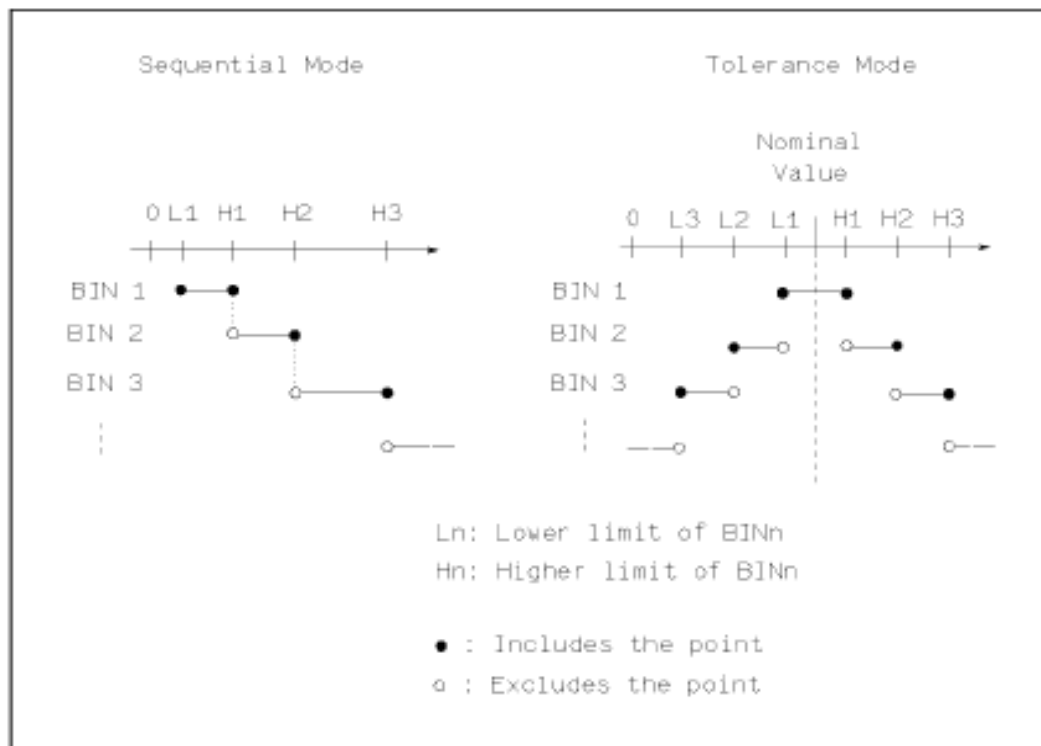 Sequential Mode
Tolerance Mode
Nominal
Value
0 L1 H1 H2 H3
0 L3 L2 L1 H1 H2 H3
BIN 1
BIN 1
BIN 2
BIN 2
BIN 3
BIN 3
Ln: Lower limit of BINn
Hn: Higher limit of BINn
● : Includes the point
○ : Excludes the point